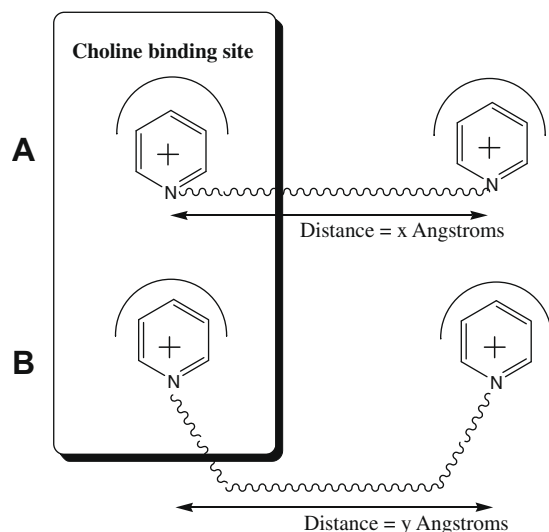 Choline binding site
A
+
+
N
N
Distance = x Angstroms
B
+
+
N
N
Distance = y Angstroms